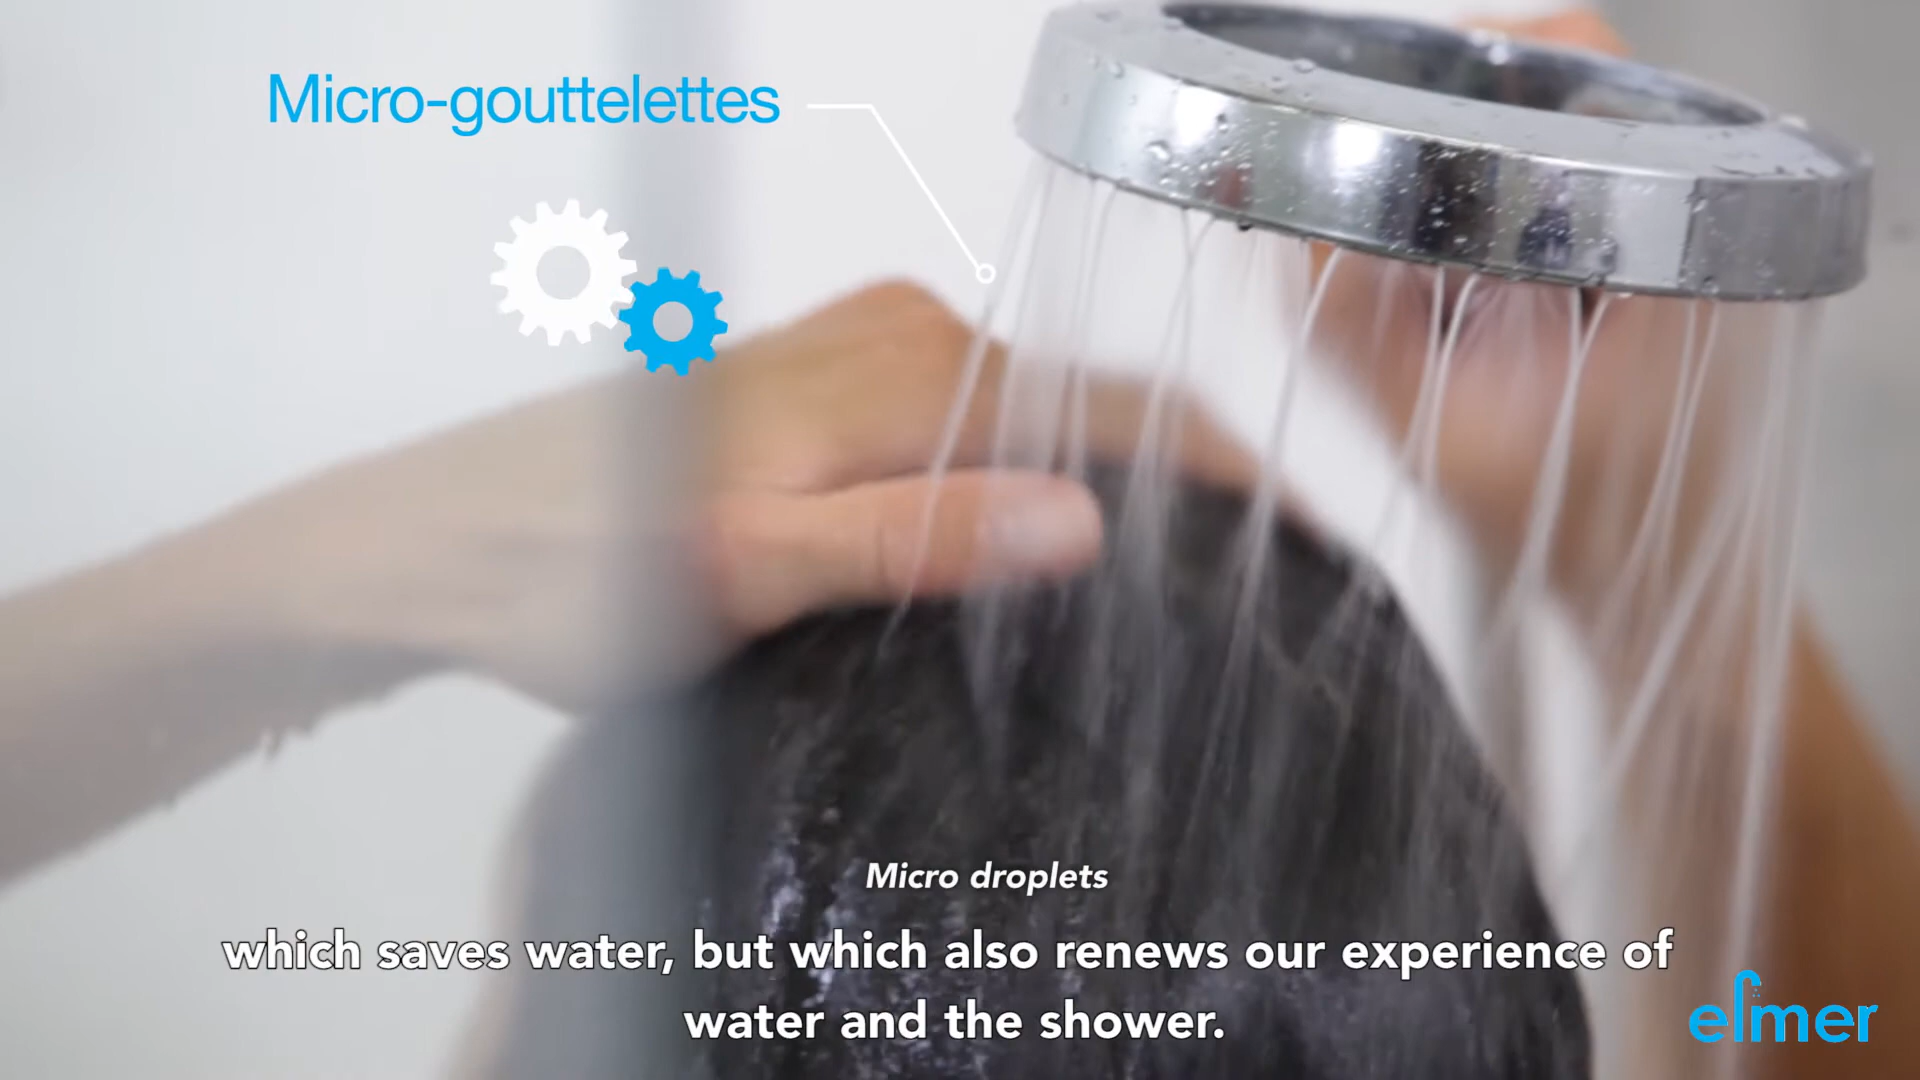 Micro-gouttelettes
Micro droplets
which saves water, but which also renews our experience of
water and the shower.
elmer